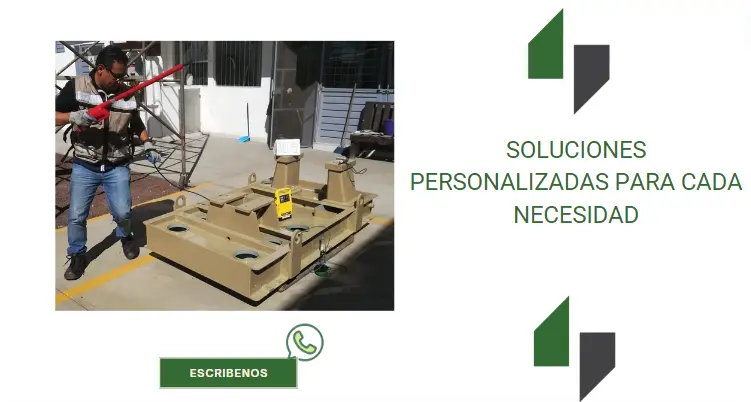 SOLUCIONES
PERSONALIZADAS PARA CADA
NECESIDAD
ESCRIBENOS